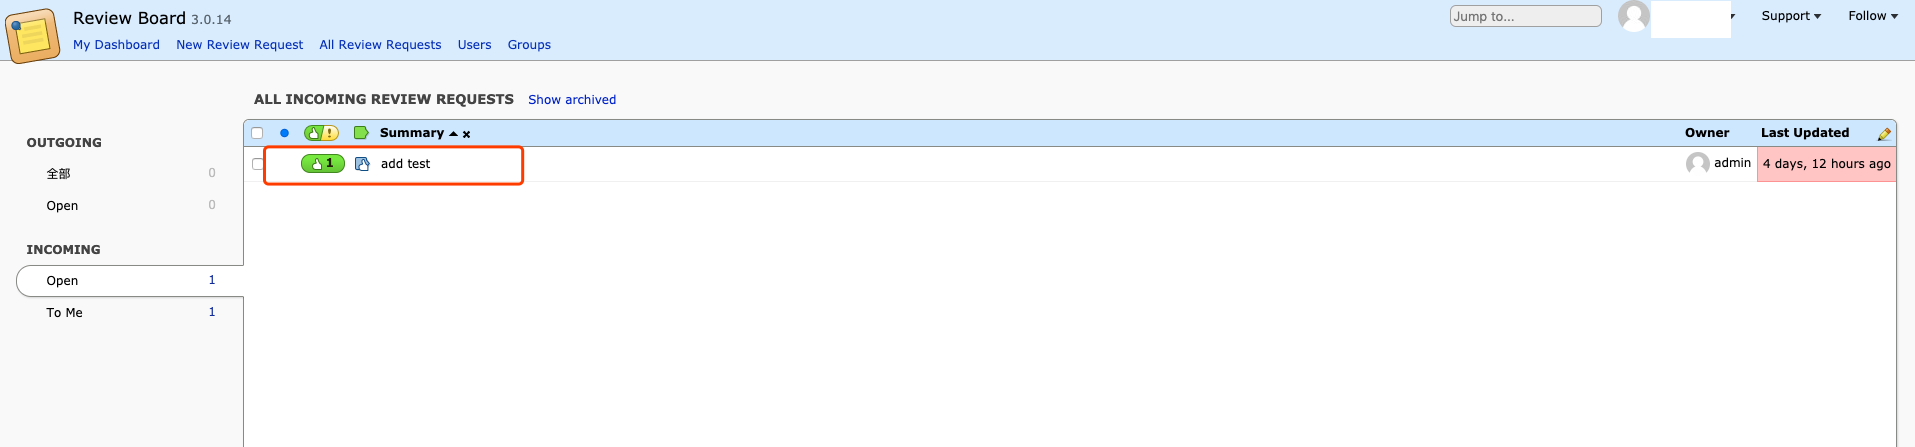 Review Board 3.0.14
Jump to...
Support
Follow
My Dashboard New Review Request All Review Requests Users Groups
ALL INCOMING REVIEW REQUESTS Show archived
OUTGOING
全部 0
Open 0
INCOMING
Open 1
To Me 1
Summary Owner Last Updated
1 add test admin 4 days, 12 hours ago